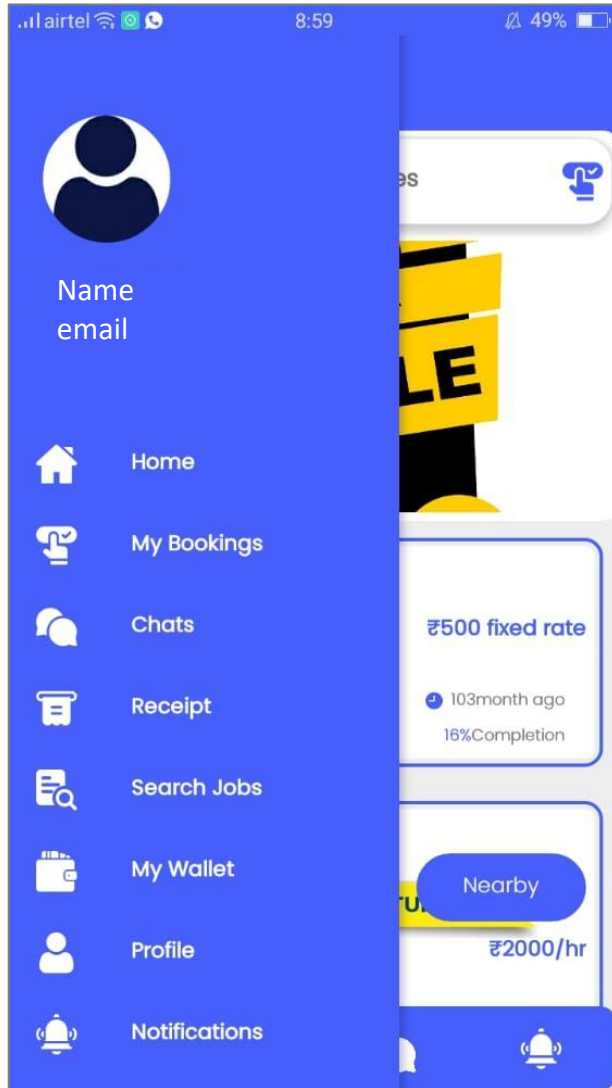 airtel 8:59 49%
es
Name
email
LE
Home
My Bookings
Chats
₹500 fixed rate
Receipt
103month ago
16%Completion
Search Jobs
My Wallet
Nearby
TU
Profile
₹2000/hr
Notifications